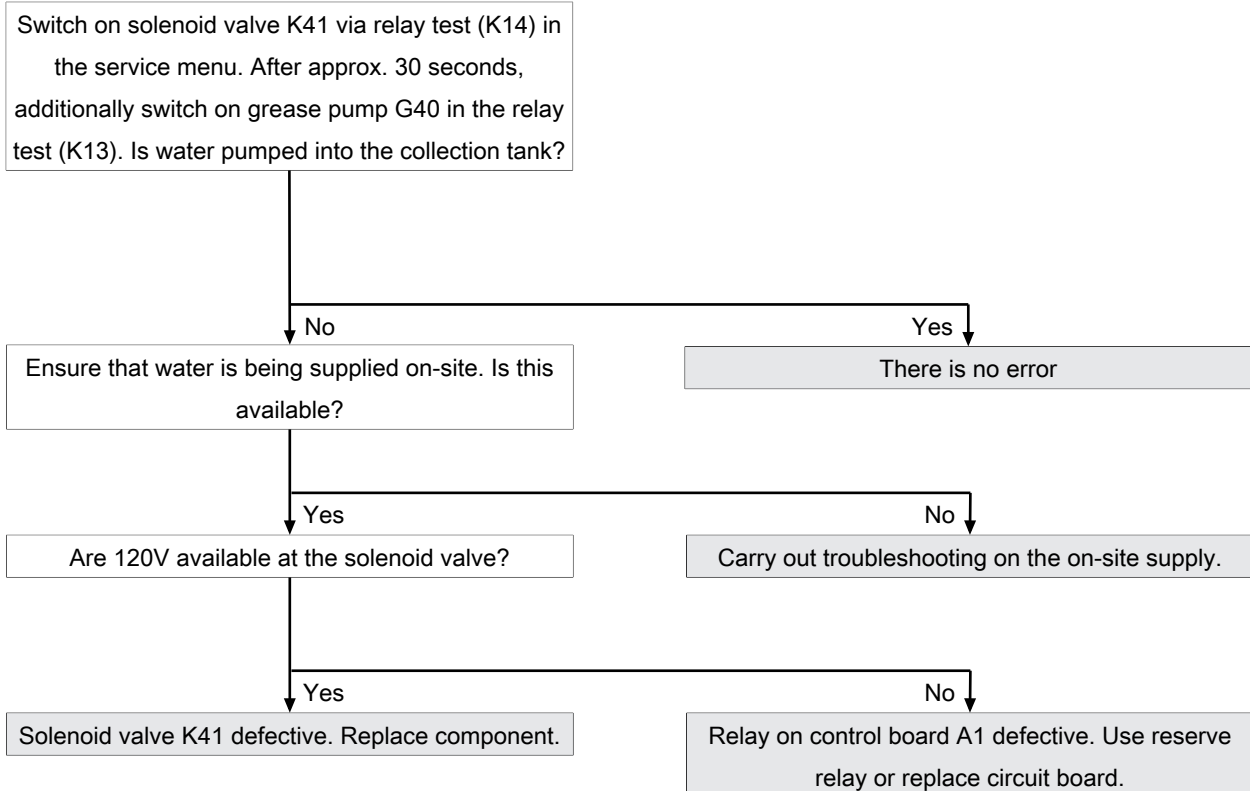 Switch on solenoid valve K41 via relay test (K14) in
the service menu. After approx. 30 seconds,
additionally switch on grease pump G40 in the relay
test (K13). Is water pumped into the collection tank?
No
Yes
Ensure that water is being supplied on-site. Is this
available?
There is no error
Yes
No
Are 120V available at the solenoid valve?
Carry out troubleshooting on the on-site supply.
Yes
No
Solenoid valve K41 defective. Replace component.
Relay on control board A1 defective. Use reserve
relay or replace circuit board.